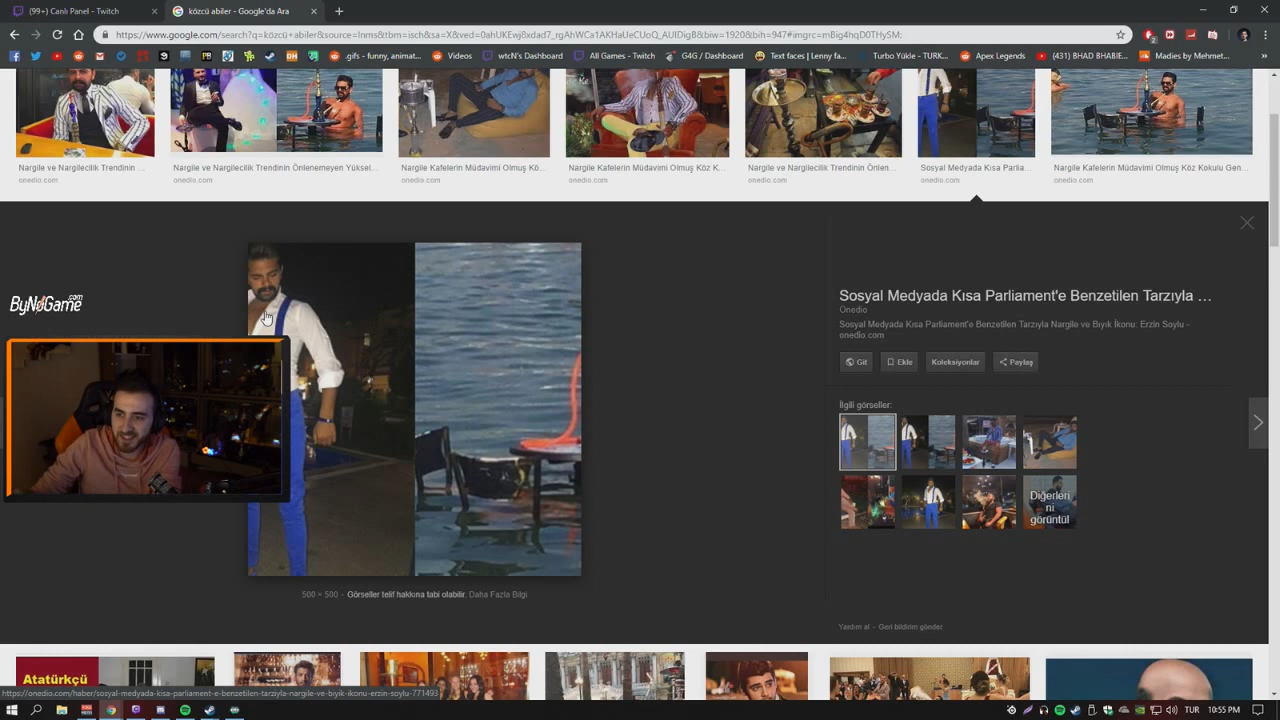 (99+) Canlı Panel - Twitch
közcü abiler - Google'da Ara
https://www.google.com/search?q=közcü+abiler&source=lnms&tbm=isch&sa=X&ved=0ahUKEwj8xdad7_rgAhWCa1AKHaUeCUoQ_AUIDigB&biw=1920&bih=947#imgrc=mBig4hqD0THySM:
.gifs - funny, animat...
Videos
wtcN's Dashboard
All Games - Twitch
G4G / Dashboard
Text faces | Lenny fa...
Turbo Yükle - TURK...
Apex Legends
(431) BHAD BHABIE...
Madies by Mehmet...
Nargile ve Nargilecilik Trendinin ...
onedio.com
Nargile ve Nargilecilik Trendinin Önlenemeyen Yüksel...
onedio.com
Nargile Kafelerin Müdavimi Olmuş Kö...
onedio.com
Nargile Kafelerin Müdavimi Olmuş Köz K...
onedio.com
Nargile ve Nargilecilik Trendinin Önlen...
onedio.com
Sosyal Medyada Kısa Parlia...
onedio.com
Nargile Kafelerin Müdavimi Olmuş Köz Kokulu Gen...
onedio.com
ByNoGame.com
Sosyal Medyada Kısa Parliament'e Benzetilen Tarzıyla ...
Onedio
Sosyal Medyada Kısa Parliament'e Benzetilen Tarzıyla Nargile ve Bıyık İkonu: Erzin Soylu -
onedio.com
Git
Ekle
Koleksiyonlar
Paylaş
İlgili görseller:
Diğerleri
ni
görüntül
500 × 500 - Görseller telif hakkına tabi olabilir. Daha Fazla Bilgi
Yardım al - Geri bildirim gönder
Atatürkçü
https://onedio.com/haber/sosyal-medyada-kisa-parliament-e-benzetilen-tarziyla-nargile-ve-biyik-ikonu-erzin-soylu-771493
TUR
10:55 PM